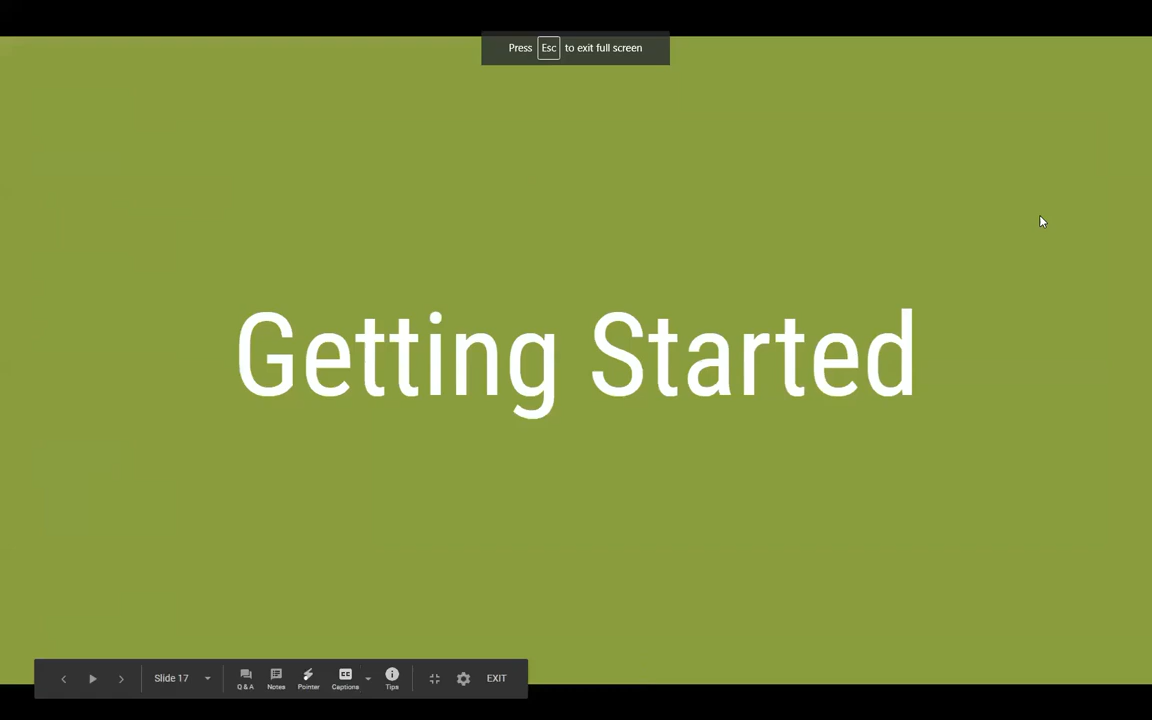 Press Esc to exit full screen
Getting Started
Slide 17
Q & A
Notes
Pointer
Captions
Tips
EXIT